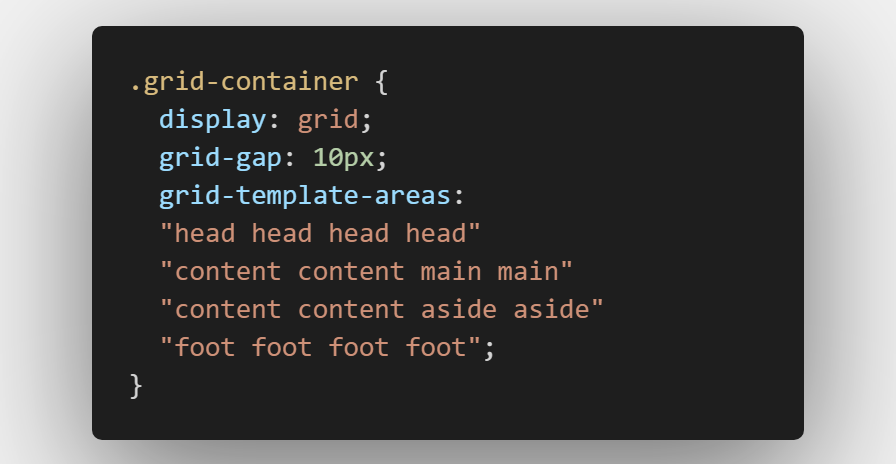 .grid-container {
  display: grid;
  grid-gap: 10px;
  grid-template-areas:
  "head head head head"
  "content content main main"
  "content content aside aside"
  "foot foot foot foot";
}